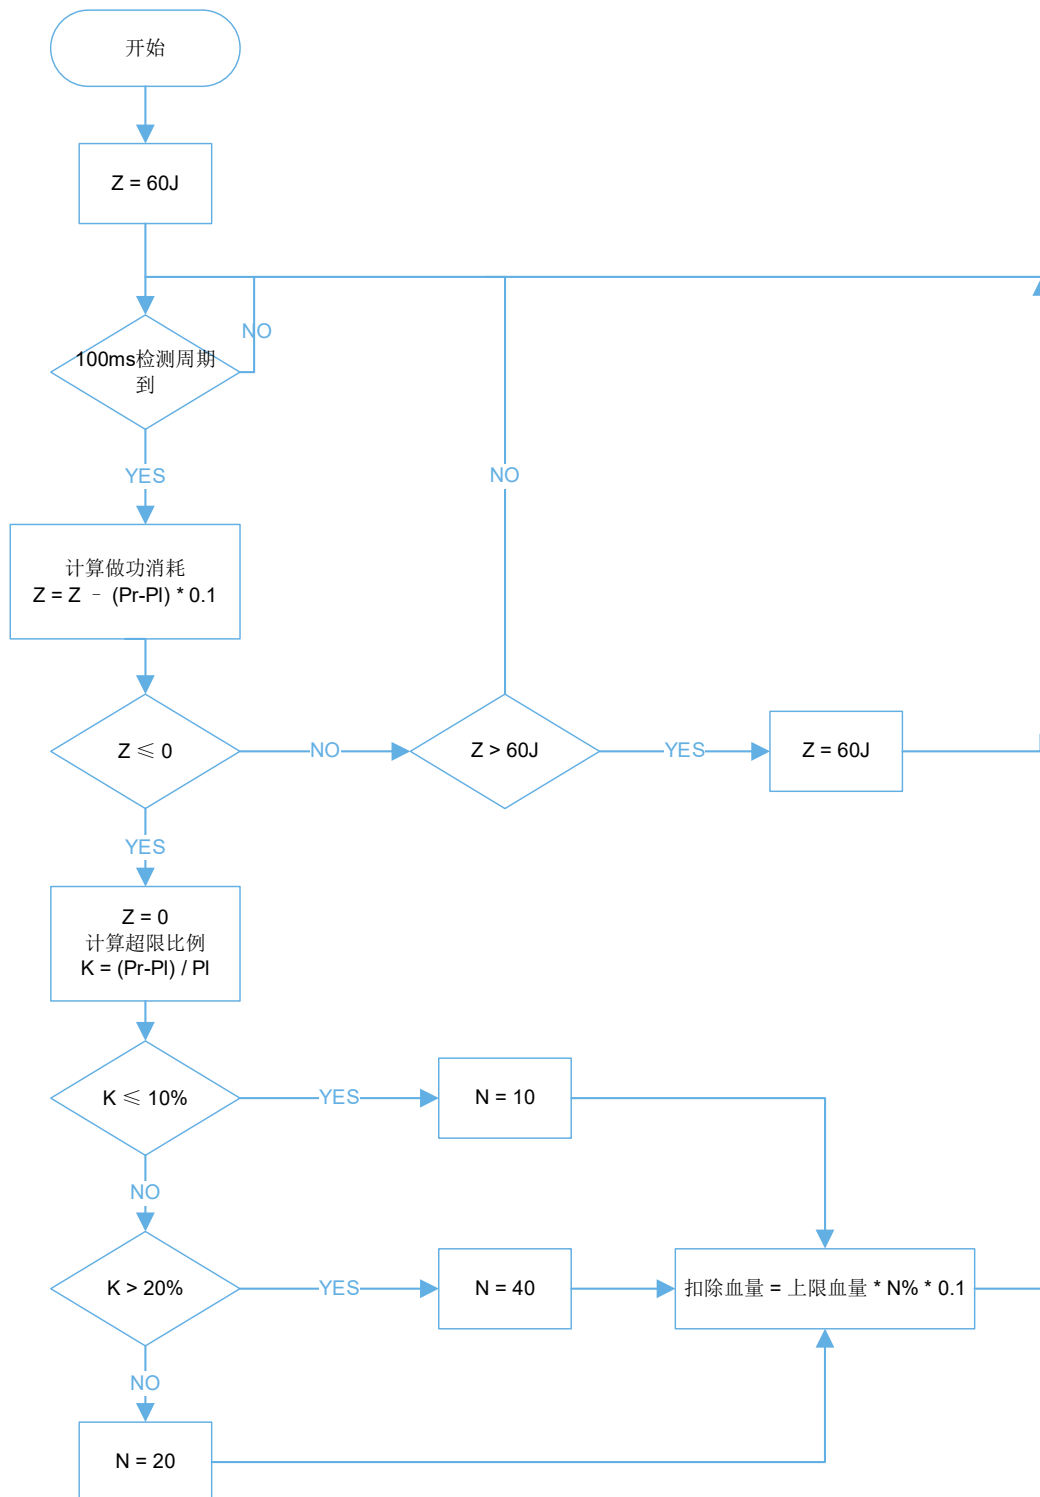 开始
Z = 60J
NO
100ms检测周期
到
YES
NO
计算做功消耗
Z = Z – (Pr-Pl) * 0.1
Z ≤ 0
NO
Z > 60J
YES
Z = 60J
YES
Z = 0
计算超限比例
K = (Pr-Pl) / Pl
K ≤ 10%
YES
N = 10
NO
K > 20%
YES
N = 40
扣除血量 = 上限血量 * N% * 0.1
NO
N = 20